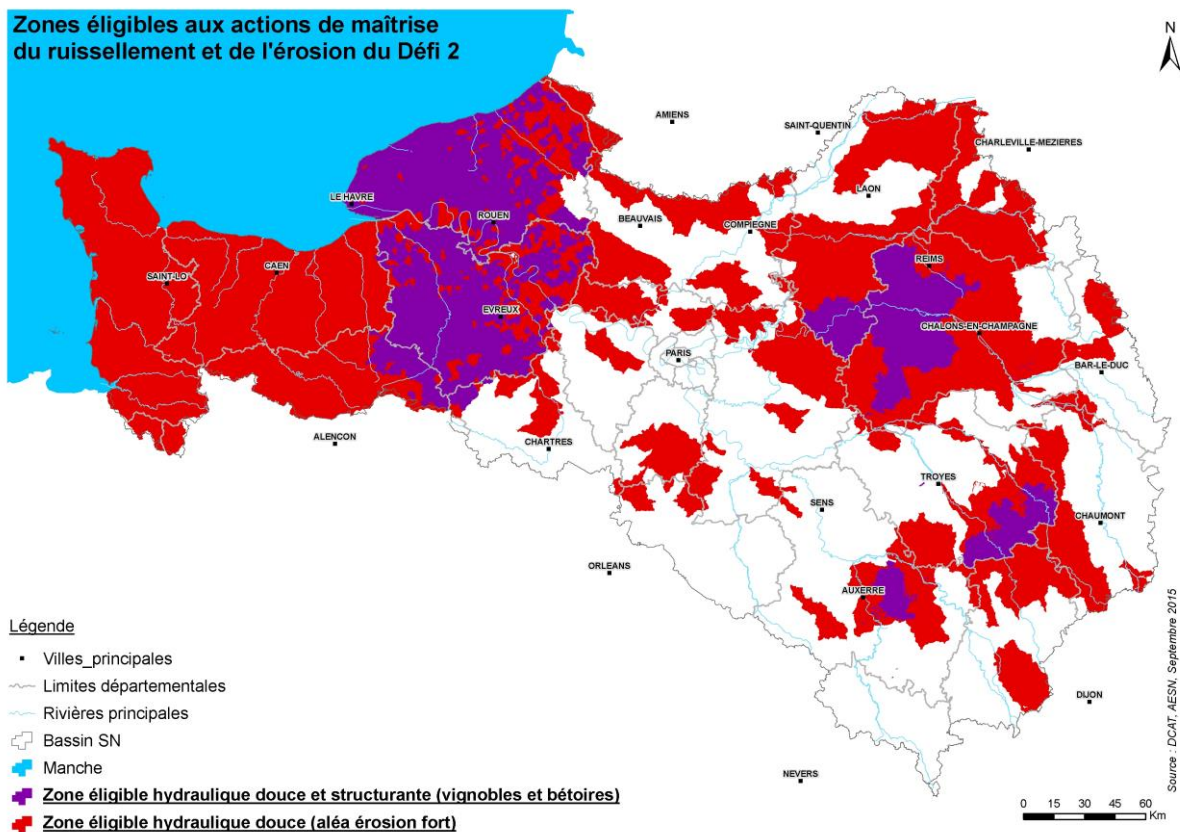 Zones éligibles aux actions de maîtrise
du ruissellement et de l'érosion du Défi 2
N
AMIENS
SAINT-QUENTIN
CHARLEVILLE-MEZIERES
LAON
LE HAVRE
ROUEN
BEAUVAIS
COMPIEGNE
REIMS
SAINT-LO
CAEN
EVREUX
CHALONS-EN-CHAMPAGNE
PARIS
BAR-LE-DUC
ALENCON
CHARTRES
TROYES
SENS
CHAUMONT
ORLEANS
AUXERRE
DIJON
NEVERS
Légende
Villes_principales
Limites départementales
Rivières principales
Bassin SN
Manche
Zone éligible hydraulique douce et structurante (vignobles et bétoires)
Zone éligible hydraulique douce (aléa érosion fort)
0 15 30 45 60
Km
Source : DCAT, AESN, Septembre 2015